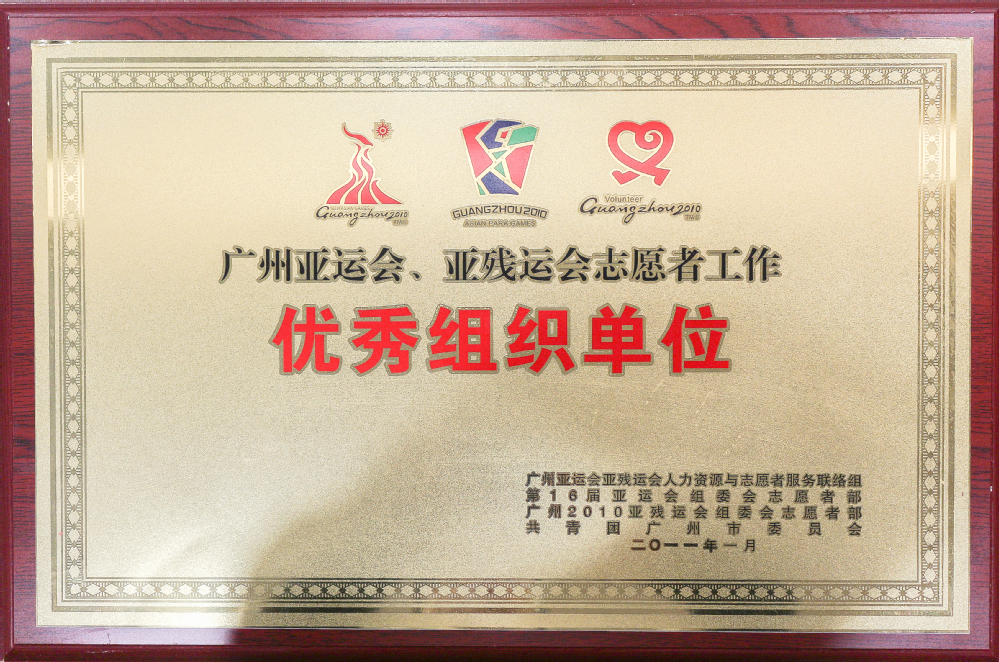 Guangzhou2010
GUANGZHOU 2010
ASIAN PARA GAMES
Volunteer
Guangzhou2010
广州亚运会、亚残运会志愿者工作
优秀组织单位
广州亚运会亚残运会人力资源与志愿者服务联络组
第16届亚运会组委会志愿者部
广州2010亚残运会组委会志愿者部
共青团广州市委员会
二〇一一年一月